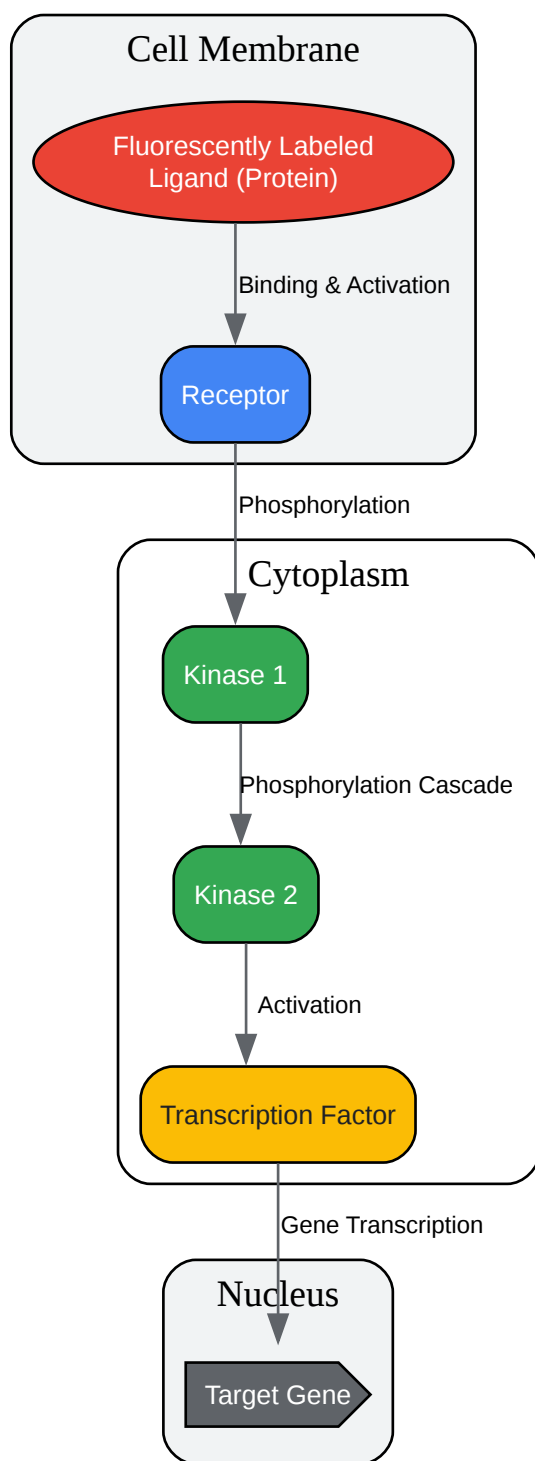 Cell Membrane
Fluorescently Labeled
Ligand (Protein)
Binding & Activation
Receptor
Phosphorylation
Cytoplasm
Kinase 1
Phosphorylation Cascade
Kinase 2
Activation
Transcription Factor
Gene Transcription
Nucleus
Target Gene